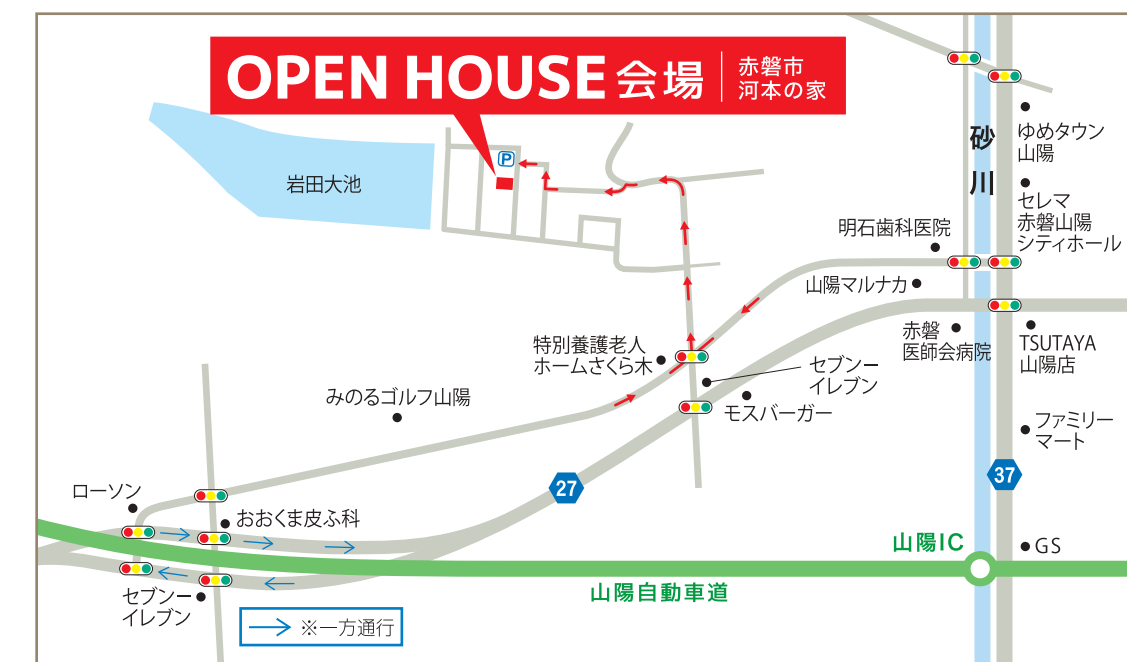 OPEN HOUSE 会場
赤磐市
河本の家
P
岩田大池
砂
川
ゆめタウン
山陽
セレマ
赤磐山陽
シティホール
明石歯科医院
山陽マルナカ
赤磐
医師会病院
TSUTAYA
山陽店
特別養護老人
ホームさくら木
セブンー
イレブン
モスバーガー
みのるゴルフ山陽
ファミリー
マート
27
37
ローソン
おおくま皮ふ科
山陽IC
GS
山陽自動車道
セブンー
イレブン
※一方通行